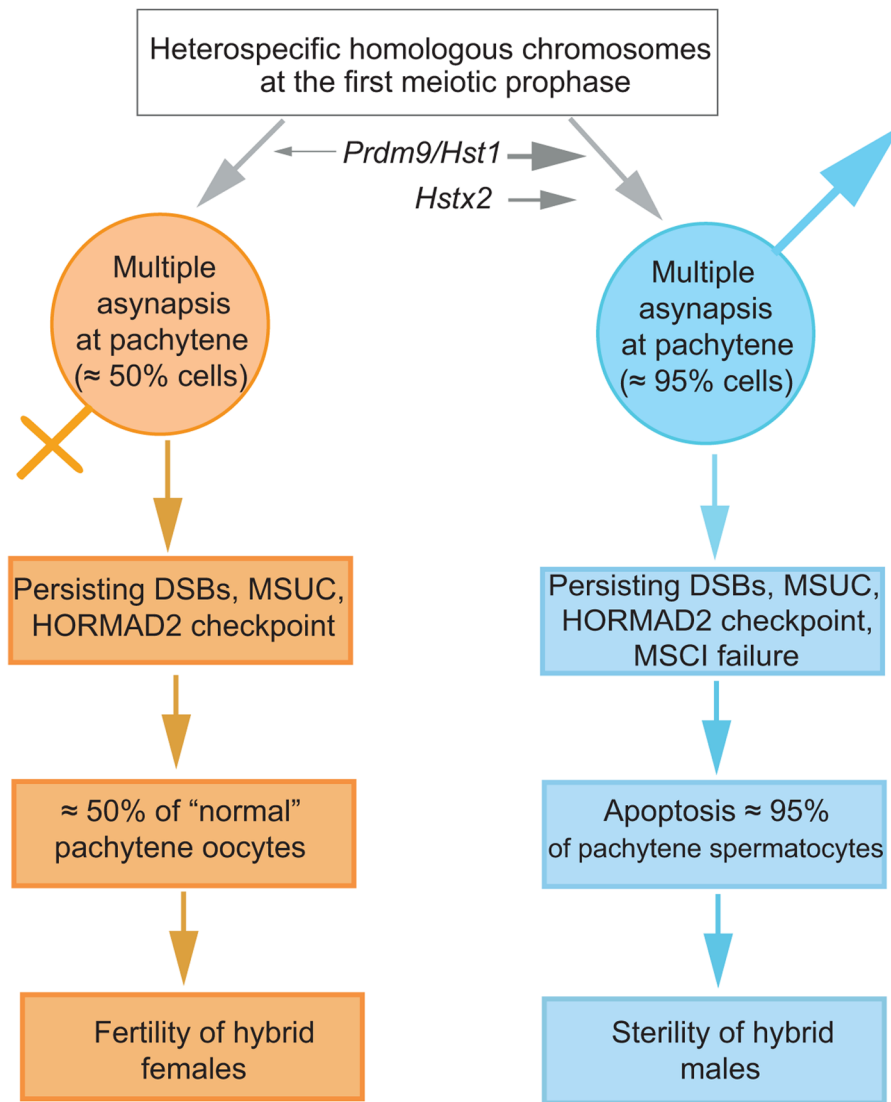 Heterospecific homologous chromosomes
at the first meiotic prophase
Prdm9/Hst1
Hstx2
Multiple
asynapsis
at pachytene
(≈ 50% cells)
Multiple
asynapsis
at pachytene
(≈ 95% cells)
Persisting DSBs, MSUC,
HORMAD2 checkpoint
Persisting DSBs, MSUC,
HORMAD2 checkpoint,
MSCI failure
≈ 50% of “normal”
pachytene oocytes
Apoptosis ≈ 95%
of pachytene spermatocytes
Fertility of hybrid
females
Sterility of hybrid
males